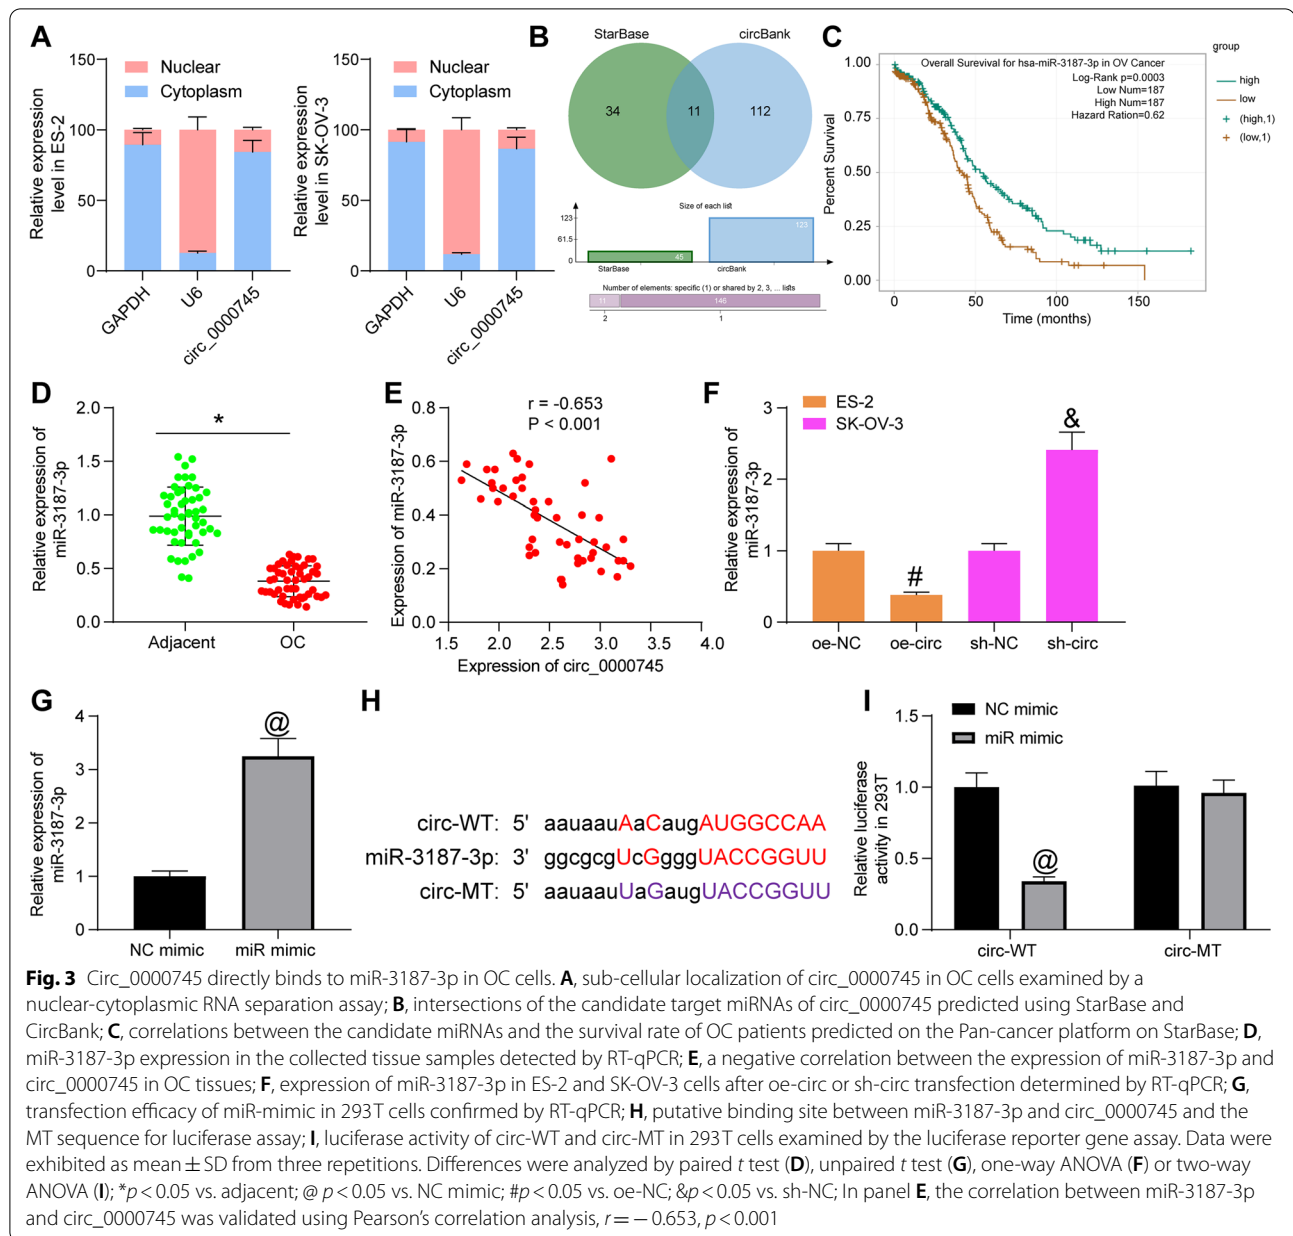 A
Relative expression
level in ES-2
150
100
50
0
Nuclear
Cytoplasm
GAPDH
U6
circ_0000745
Relative expression
level in SK-OV-3
150
100
50
0
Nuclear
Cytoplasm
GAPDH
U6
circ_0000745
B
StarBase
circBank
34
11
112
Size of each list
123
61.5
0
45
123
StarBase
circBank
Number of elements: specific (1) or shared by 2, 3, ... lists
11
146
2
1
C
Overall Surevival for hsa-miR-3187-3p in OV Cancer
Log-Rank p=0.0003
Low Num=187
High Num=187
Hazard Ration=0.62
Percent Survival
1.00
0.75
0.50
0.25
0.00
0
50
100
150
Time (months)
group
high
low
(high,1)
(low,1)
D
Relative expression of
miR-3187-3p
2.0
1.5
1.0
0.5
0.0
*
Adjacent
OC
E
Expression of miR-3187-3p
0.8
0.6
0.4
0.2
0.0
r = -0.653
P < 0.001
1.5
2.0
2.5
3.0
3.5
4.0
Expression of circ_0000745
F
Relative expression of
miR-3187-3p
3
2
1
0
ES-2
SK-OV-3
#
&
oe-NC
oe-circ
sh-NC
sh-circ
G
Relative expression of
miR-3187-3p
4
3
2
1
0
@
NC mimic
miR mimic
H
circ-WT: 5' aauaauAaCaugAUGGCCAA
miR-3187-3p: 3' ggcgcgUcGgggUACCGGUU
circ-MT: 5' aauaauUaGaugUACCGGUU
I
Relative luciferase
activity in 293T
1.5
1.0
0.5
0.0
NC mimic
miR mimic
@
circ-WT
circ-MT
Fig. 3 Circ_0000745 directly binds to miR-3187-3p in OC cells. A, sub-cellular localization of circ_0000745 in OC cells examined by a
nuclear-cytoplasmic RNA separation assay; B, intersections of the candidate target miRNAs of circ_0000745 predicted using StarBase and
CircBank; C, correlations between the candidate miRNAs and the survival rate of OC patients predicted on the Pan-cancer platform on StarBase; D,
miR-3187-3p expression in the collected tissue samples detected by RT-qPCR; E, a negative correlation between the expression of miR-3187-3p and
circ_0000745 in OC tissues; F, expression of miR-3187-3p in ES-2 and SK-OV-3 cells after oe-circ or sh-circ transfection determined by RT-qPCR; G,
transfection efficacy of miR-mimic in 293T cells confirmed by RT-qPCR; H, putative binding site between miR-3187-3p and circ_0000745 and the
MT sequence for luciferase assay; I, luciferase activity of circ-WT and circ-MT in 293T cells examined by the luciferase reporter gene assay. Data were
exhibited as mean ± SD from three repetitions. Differences were analyzed by paired t test (D), unpaired t test (G), one-way ANOVA (F) or two-way
ANOVA (I); *p < 0.05 vs. adjacent; @ p < 0.05 vs. NC mimic; #p < 0.05 vs. oe-NC; &p < 0.05 vs. sh-NC; In panel E, the correlation between miR-3187-3p
and circ_0000745 was validated using Pearson's correlation analysis, r = − 0.653, p < 0.001